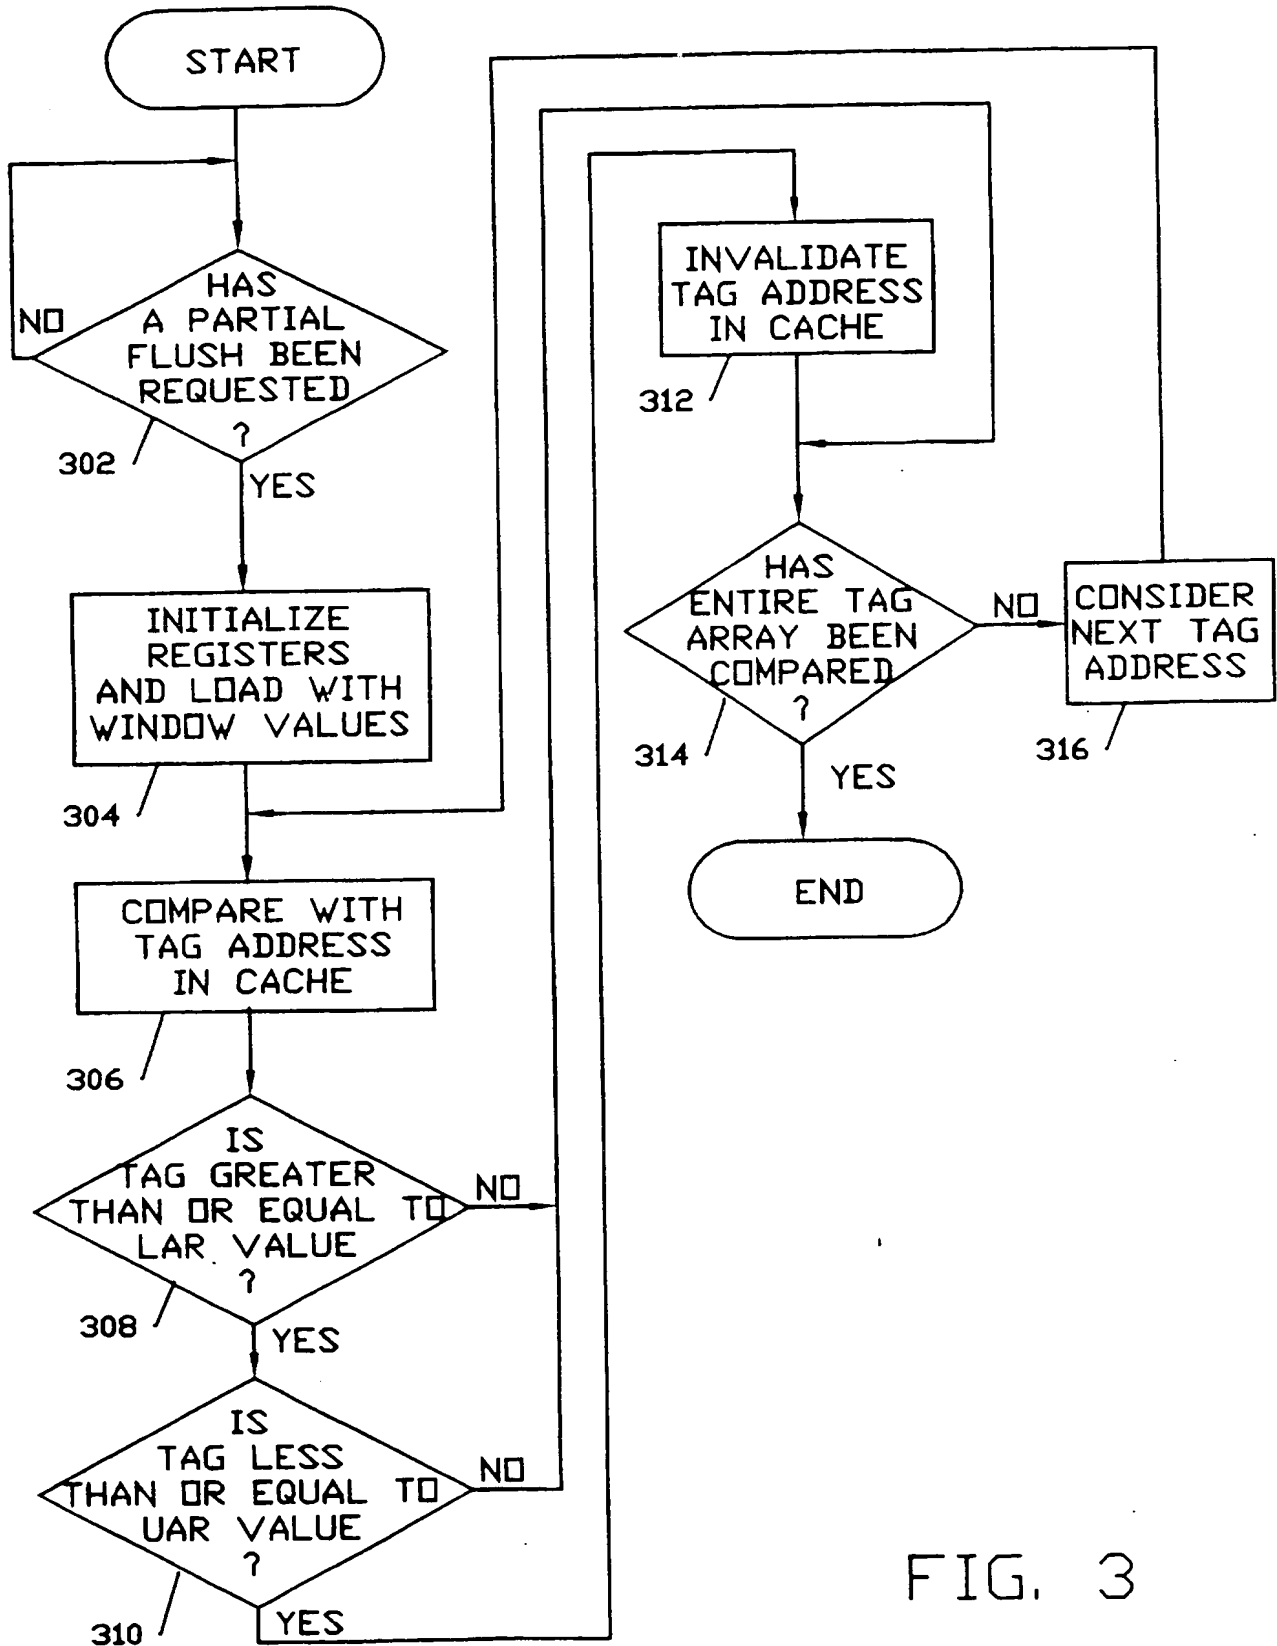 START
HAS
A PARTIAL
FLUSH BEEN
REQUESTED
?
NO
302
YES
INITIALIZE
REGISTERS
AND LOAD WITH
WINDOW VALUES
304
COMPARE WITH
TAG ADDRESS
IN CACHE
306
IS
TAG GREATER
THAN OR EQUAL TO
LAR VALUE
?
NO
308
YES
IS
TAG LESS
THAN OR EQUAL TO
UAR VALUE
?
NO
310
YES
INVALIDATE
TAG ADDRESS
IN CACHE
312
HAS
ENTIRE TAG
ARRAY BEEN
COMPARED
?
NO
314
YES
CONSIDER
NEXT TAG
ADDRESS
316
END
FIG. 3